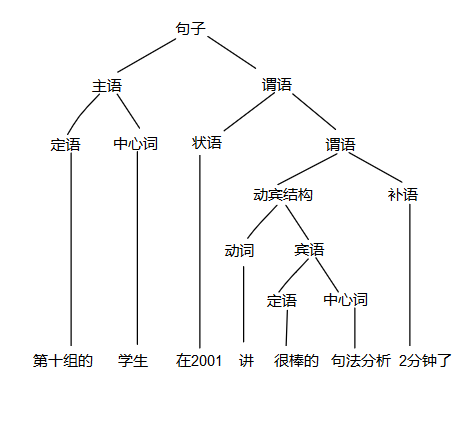 句子
主语 谓语
定语 中心词 状语 谓语
动宾结构 补语
动词 宾语
定语 中心词
第十组的 学生 在2001 讲 很棒的 句法分析 2分钟了